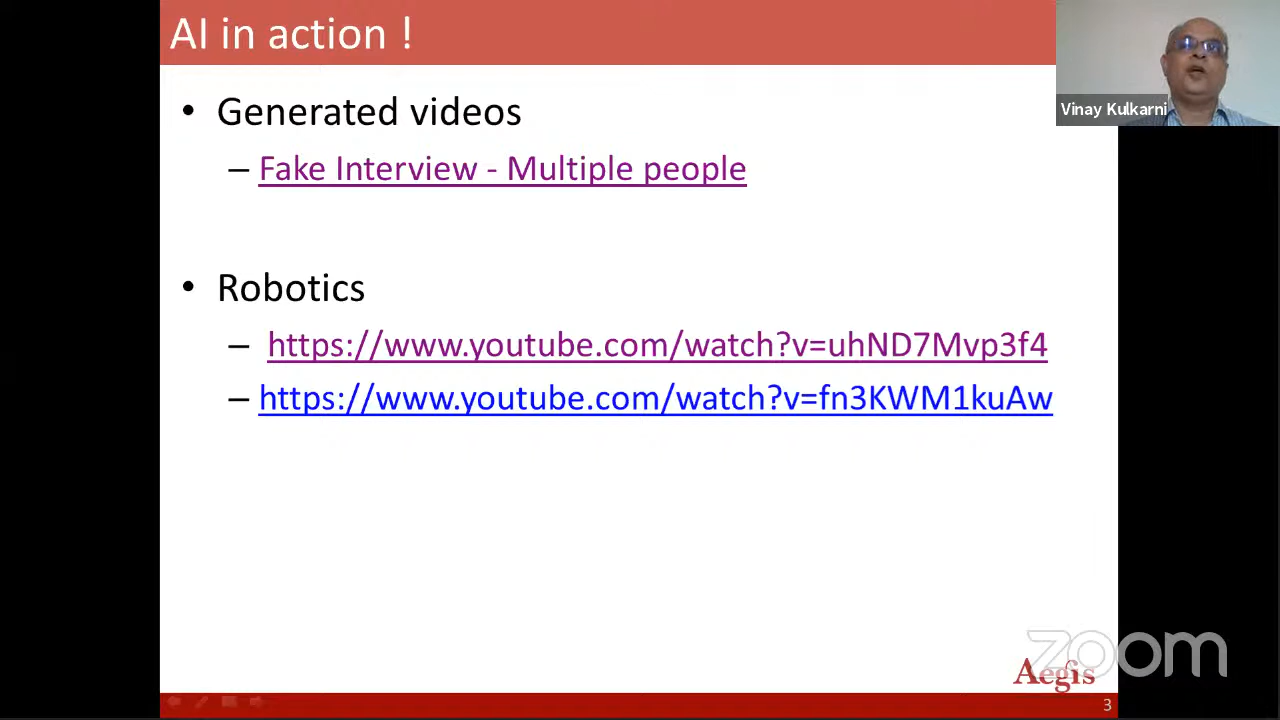 AI in action !
Vinay Kulkarni
• Generated videos
– Fake Interview - Multiple people
• Robotics
– https://www.youtube.com/watch?v=uhND7Mvp3f4
– https://www.youtube.com/watch?v=fn3KWM1kuAw
zoom
Aegis
3